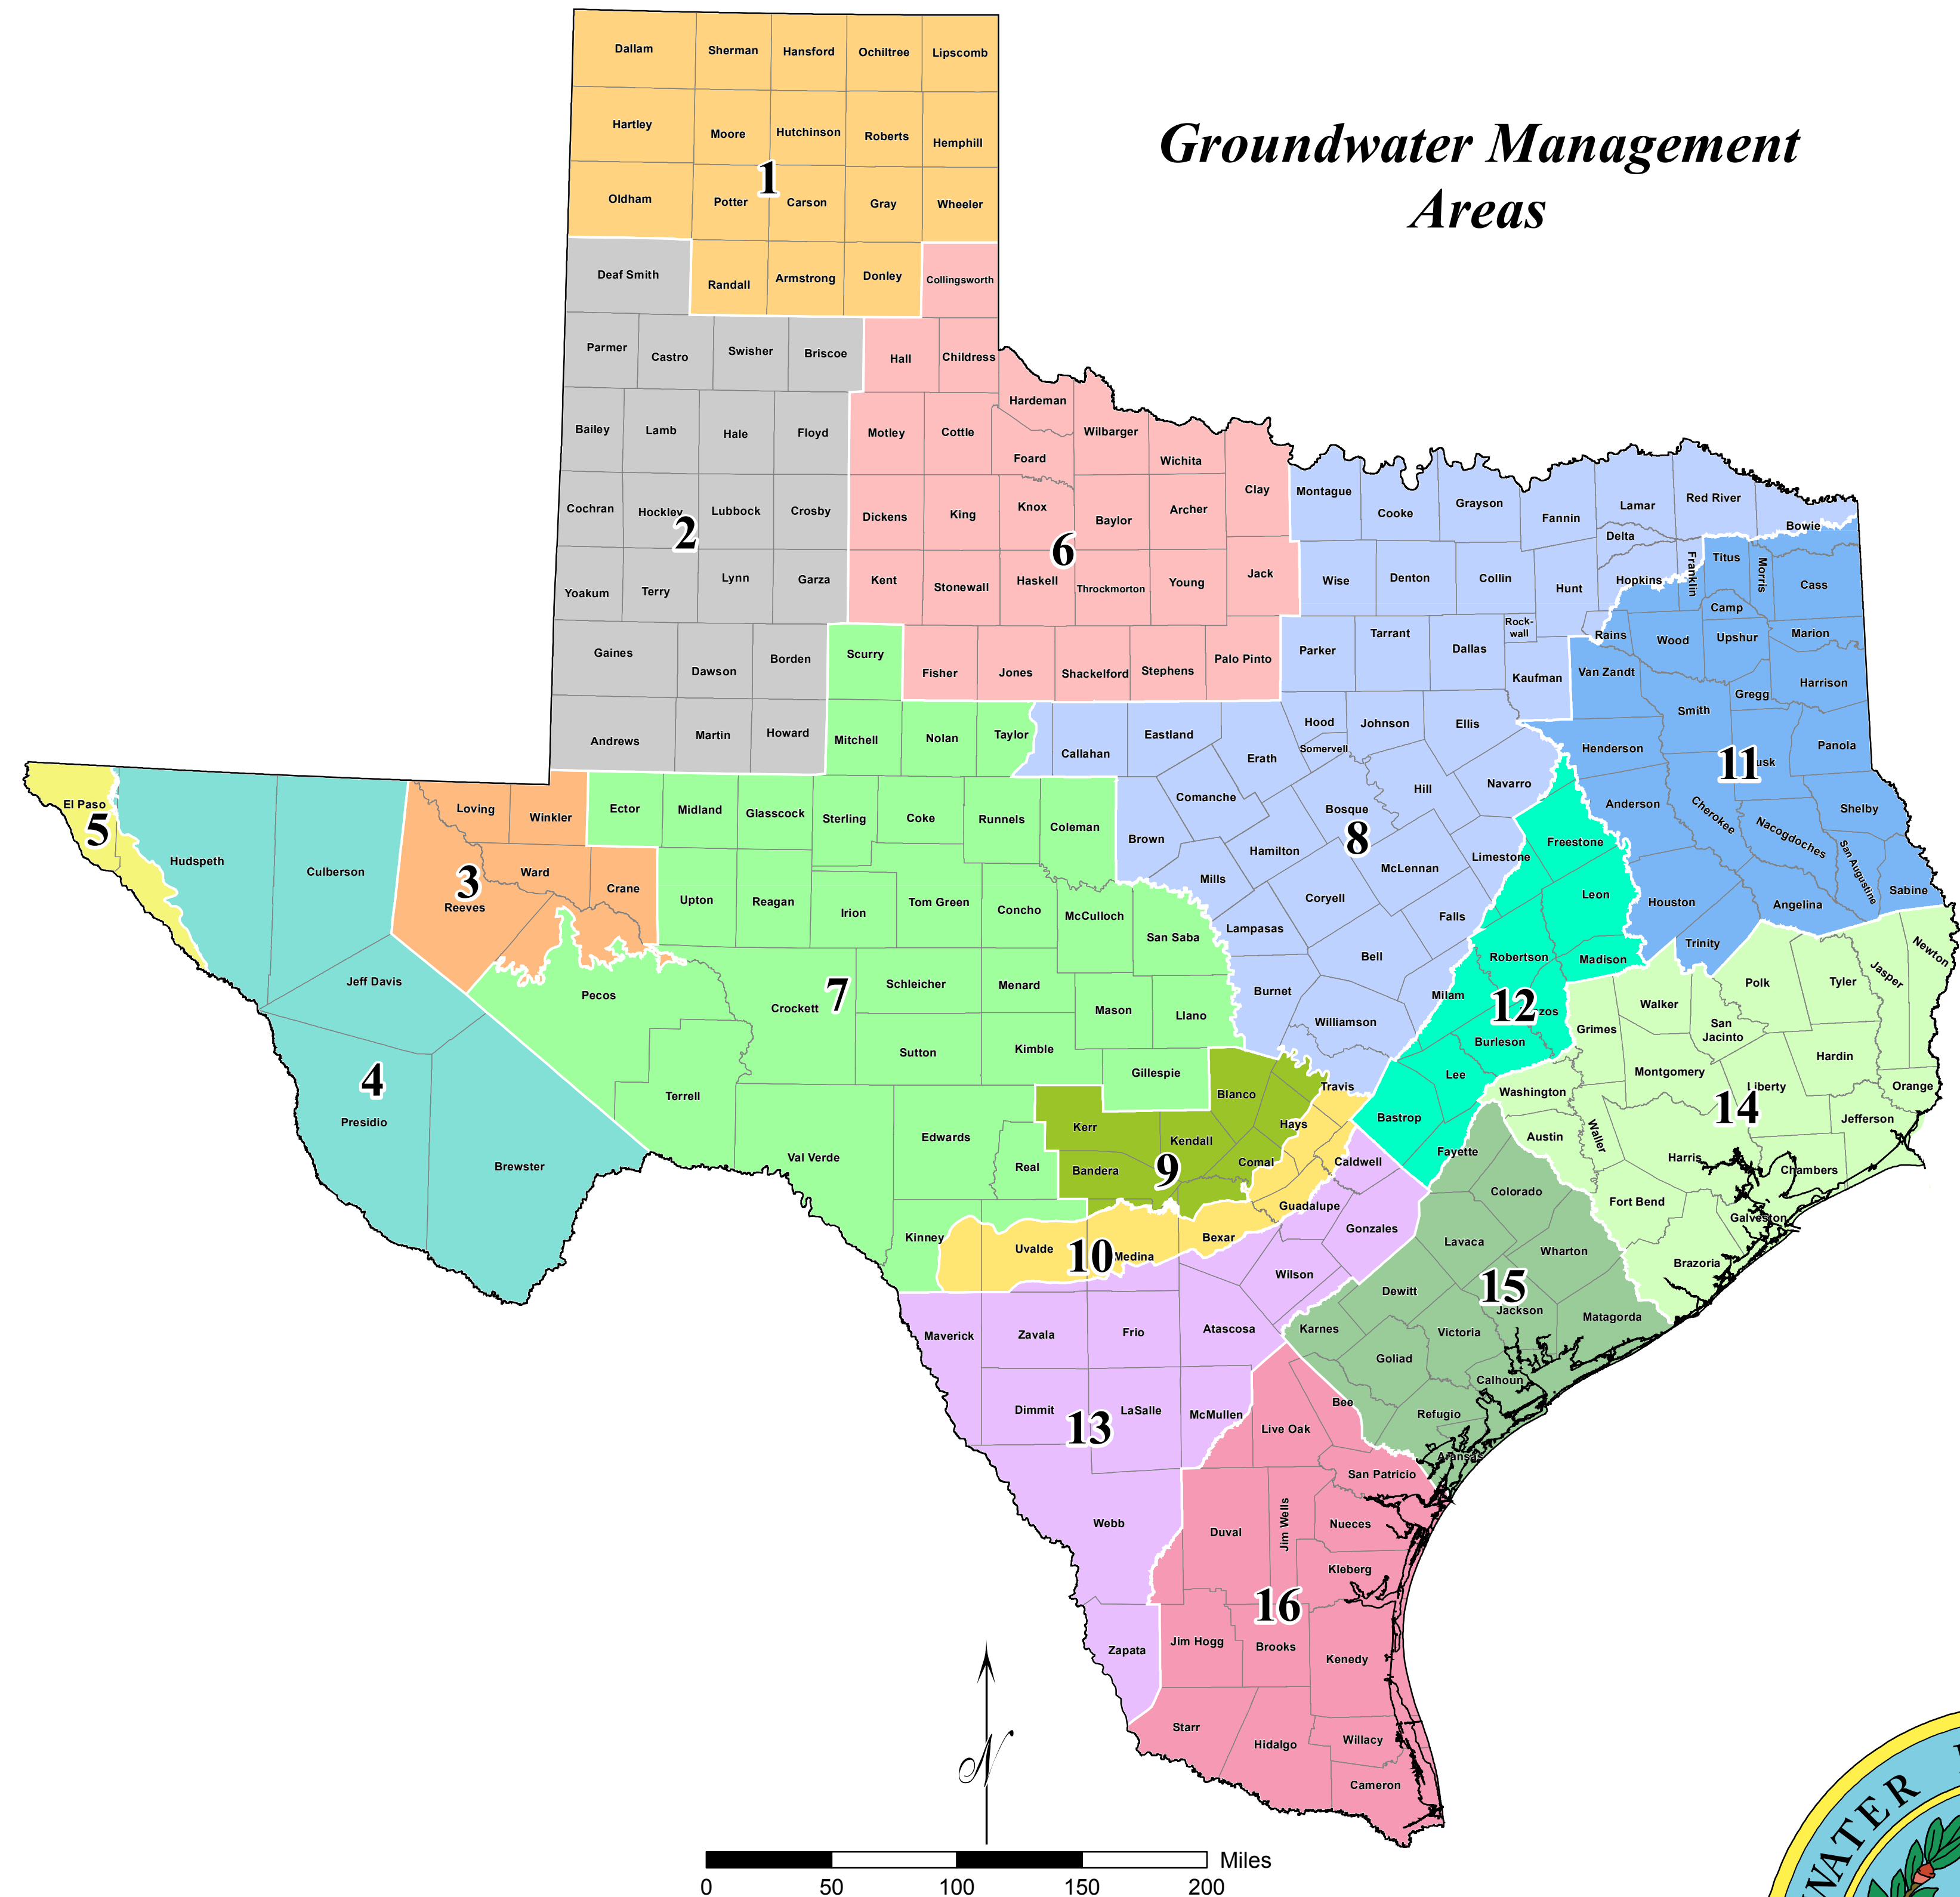 Groundwater Management
Areas
Dallam
Sherman
Hansford
Ochiltree
Lipscomb
Hartley
Moore
Hutchinson
Roberts
Hemphill
1
Oldham
Potter
Carson
Gray
Wheeler
Deaf Smith
Randall
Armstrong
Donley
Collingsworth
Parmer
Castro
Swisher
Briscoe
Hall
Childress
Bailey
Lamb
Hale
Floyd
Motley
Cottle
Hardeman
Foard
Wilbarger
Wichita
Clay
Cochran
Hockley
2
Lubbock
Crosby
Dickens
King
Knox
Baylor
Archer
6
Yoakum
Terry
Lynn
Garza
Kent
Stonewall
Haskell
Throckmorton
Young
Jack
Gaines
Dawson
Borden
Scurry
Fisher
Jones
Shackelford
Stephens
Palo Pinto
Andrews
Martin
Howard
Mitchell
Nolan
Taylor
Callahan
Eastland
Montague
Cooke
Grayson
Fannin
Lamar
Red River
Bowie
Delta
Hopkins
Franklin
Titus
Morris
Cass
Camp
Wise
Denton
Collin
Hunt
Rock-
wall
Rains
Wood
Upshur
Marion
Parker
Tarrant
Dallas
Kaufman
Van Zandt
Gregg
Harrison
Smith
Hood
Johnson
Ellis
Somervell
Erath
Henderson
11
usk
Panola
Comanche
Bosque
Hill
Navarro
Anderson
Cherokee
Nacogdoches
Shelby
San Augustine
Sabine
8
Brown
Hamilton
McLennan
Limestone
Freestone
Mills
Coryell
Falls
Leon
Houston
Angelina
Lampasas
Bell
Robertson
Madison
Trinity
Burnet
Williamson
Milam
12
zos
Burleson
El Paso
5
Hudspeth
Culberson
Loving
Winkler
3
Reeves
Ward
Crane
Jeff Davis
4
Presidio
Brewster
Ector
Midland
Glasscock
Sterling
Coke
Runnels
Coleman
Upton
Reagan
Irion
Tom Green
Concho
McCulloch
San Saba
Pecos
Crockett
7
Schleicher
Menard
Mason
Llano
Sutton
Kimble
Gillespie
Terrell
Val Verde
Edwards
Real
Kinney
Blanco
Kerr
Kendall
Hays
Bandera
9
Comal
Travis
Uvalde
10
Medina
Bexar
Guadalupe
Caldwell
Lee
Bastrop
Fayette
Gonzales
Wilson
Maverick
Zavala
Frio
Atascosa
Dimmit
13
LaSalle
McMullen
Webb
Zapata
Polk
Tyler
Jasper
Newton
Walker
Grimes
San
Jacinto
Hardin
Montgomery
Liberty
Orange
14
Washington
Jefferson
Austin
Waller
Harris
Chambers
Fort Bend
Galveston
Brazoria
Colorado
Lavaca
Wharton
15
Dewitt
Jackson
Matagorda
Karnes
Victoria
Goliad
Calhoun
Refugio
Aransas
Bee
Live Oak
San Patricio
Duval
Jim Wells
Nueces
Kleberg
16
Jim Hogg
Brooks
Kenedy
Starr
Hidalgo
Willacy
Cameron
N
Miles
0 50 100 150 200
WATER